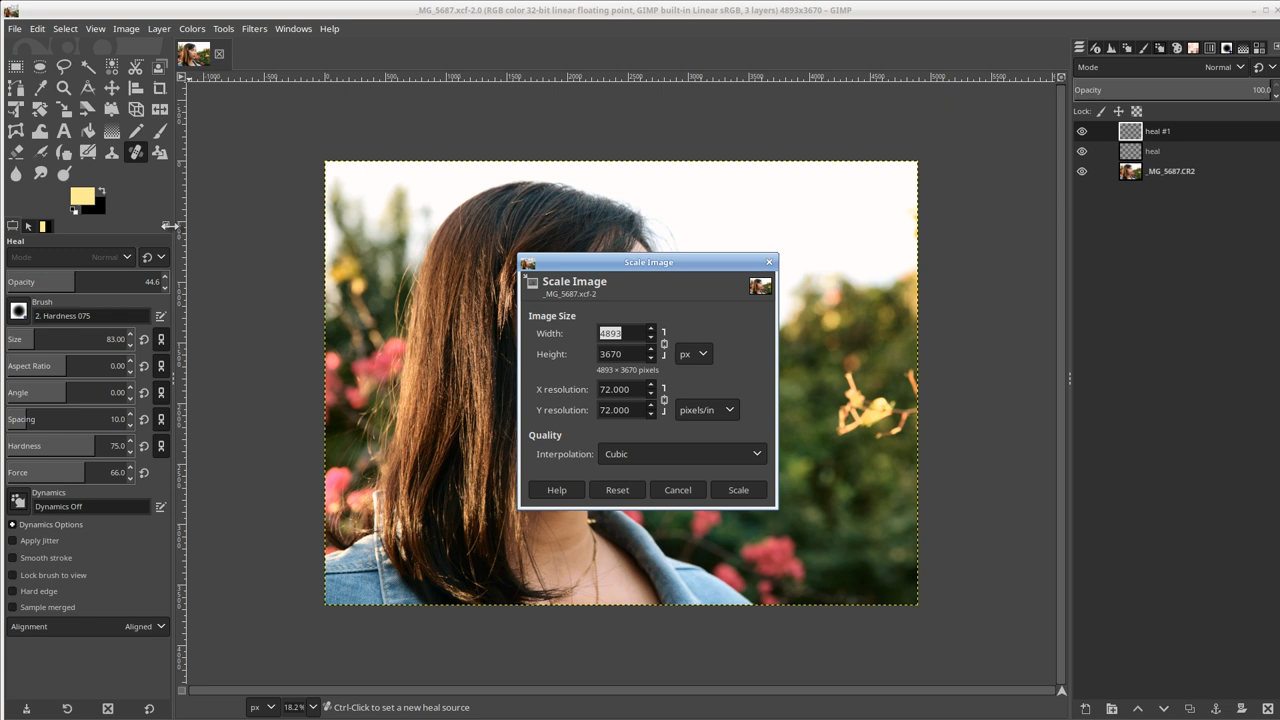 _MG_5687.xcf-2.0 (RGB color 32-bit linear floating point, GIMP built-in Linear sRGB, 3 layers) 4893x3670 – GIMP
File Edit Select View Image Layer Colors Tools Filters Windows Help
Mode Normal
Opacity 100.0
Lock:
heal #1
heal
_MG_5687.CR2
Heal
Mode Normal
Opacity 44.6
Brush
2. Hardness 075
Size 83.00
Aspect Ratio 0.00
Angle 0.00
Spacing 10.0
Hardness 75.0
Force 66.0
Dynamics
Dynamics Off
Dynamics Options
Apply Jitter
Smooth stroke
Lock brush to view
Hard edge
Sample merged
Alignment Aligned
Scale Image
Scale Image
_MG_5687.xcf-2
Image Size
Width: 4893
Height: 3670 px
4893 × 3670 pixels
X resolution: 72.000
Y resolution: 72.000 pixels/in
Quality
Interpolation: Cubic
Help Reset Cancel Scale
px 18.2% Ctrl-Click to set a new heal source